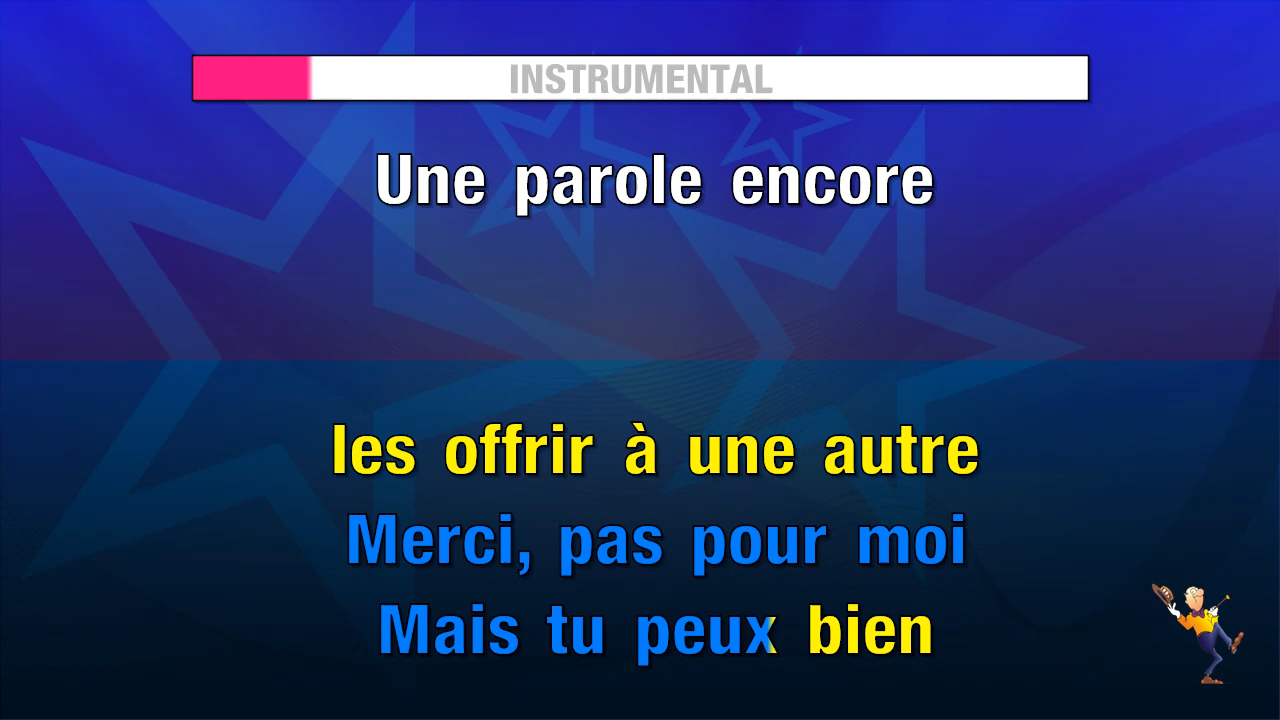 INSTRUMENTAL
Une parole encore
les offrir à une autre
Merci, pas pour moi
Mais tu peux bien